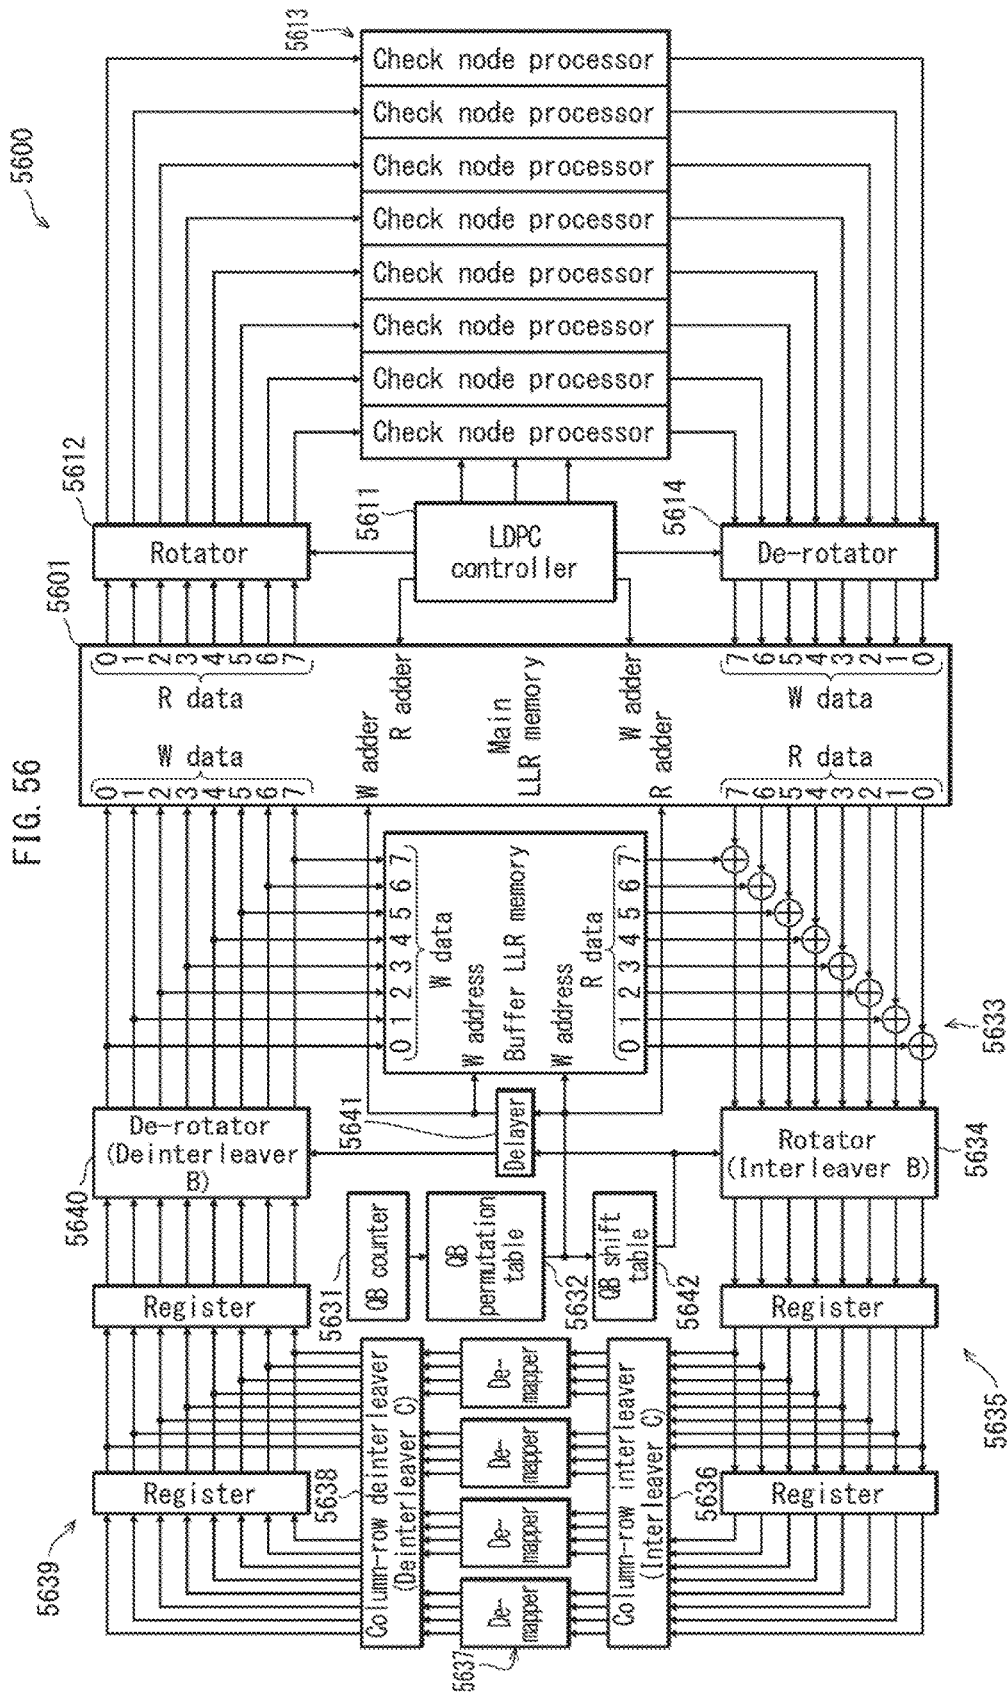 FIG. 56
5600
5613
Check node processor
Check node processor
Check node processor
Check node processor
Check node processor
Check node processor
Check node processor
Check node processor
5612
Rotator
5611
LDPC
controller
5614
De-rotator
5601
0
1
2
3
4
5
6
7
R data
W data
0
1
2
3
4
5
6
7
W adder
R adder
Main
LLR memory
W adder
R adder
7
6
5
4
3
2
1
0
W data
R data
7
6
5
4
3
2
1
0
0 1 2 3 4 5 6 7
W data
W address
Buffer LLR memory
W address
R data
0 1 2 3 4 5 6 7
5633
De-rotator
(Deinterleaver
B)
5640
5641
Delayer
Rotator
(Interleaver B)
5634
QB counter
5631
QB
permutation
table
5632
QB shift
table
5642
Register
Register
5635
Column-row deinterleaver
(Deinterleaver C)
5638
De-
mapper
De-
mapper
De-
mapper
De-
mapper
5637
Column-row interleaver
(Interleaver C)
5636
Register
5639
Register